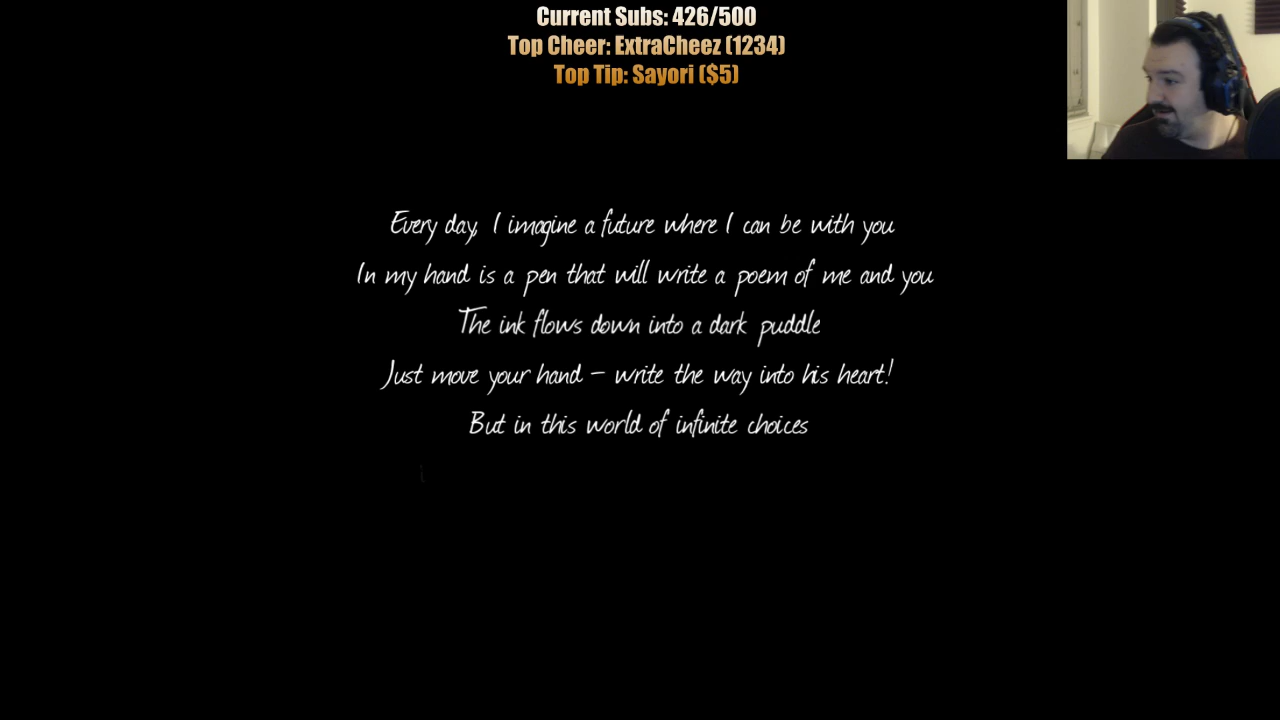 Current Subs: 426/500
Top Cheer: ExtraCheez (1234)
Top Tip: Sayori ($5)
Every day, I imagine a future where I can be with you
In my hand is a pen that will write a poem of me and you
The ink flows down into a dark puddle
Just move your hand – write the way into his heart!
But in this world of infinite choices